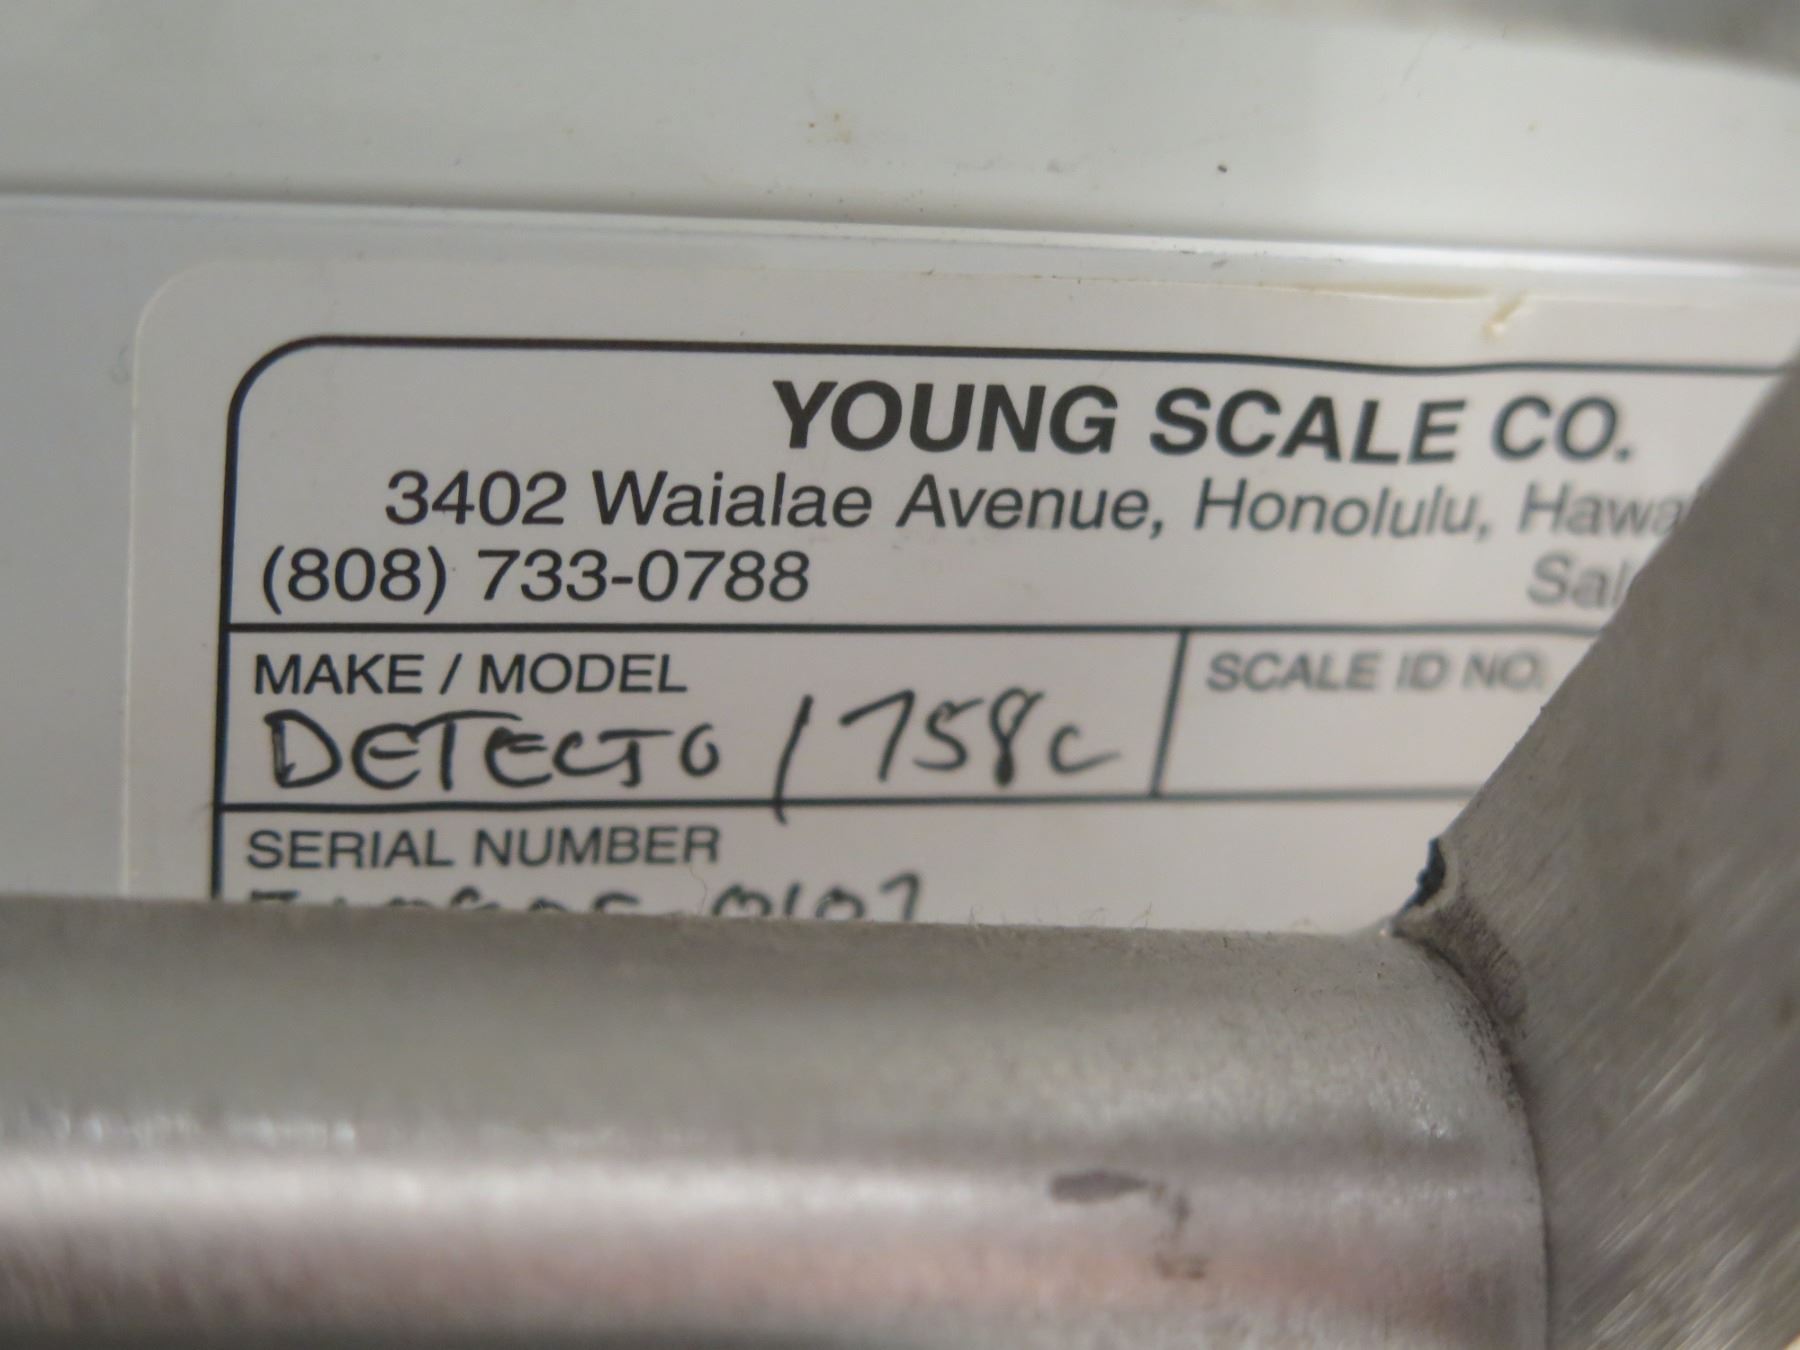 YOUNG SCALE CO.
3402 Waialae Avenue, Honolulu,
(808) 733-0788
MAKE / MODEL
SCALE ID NO.
DETECTO / 758C
SERIAL NUMBER